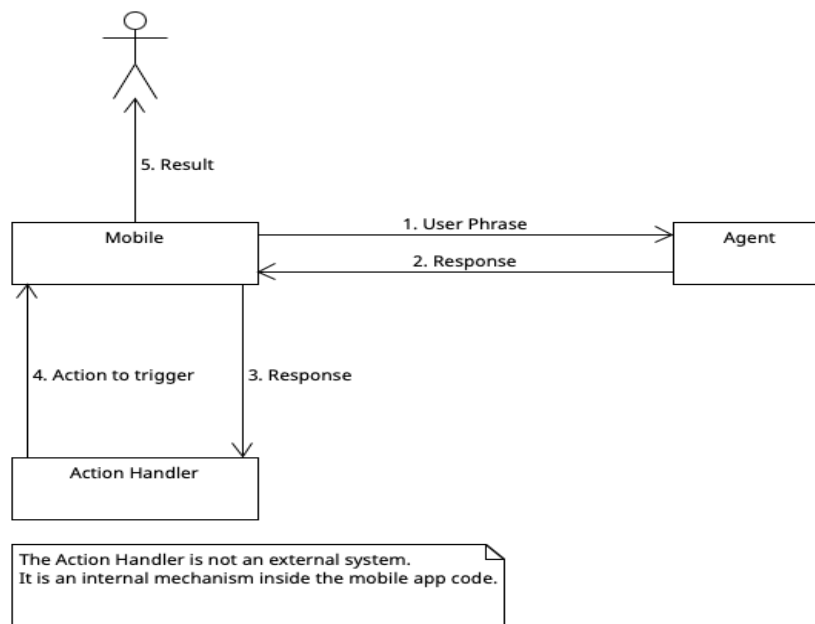 5. Result
Mobile
1. User Phrase
Agent
2. Response
4. Action to trigger
3. Response
Action Handler
The Action Handler is not an external system.
It is an internal mechanism inside the mobile app code.